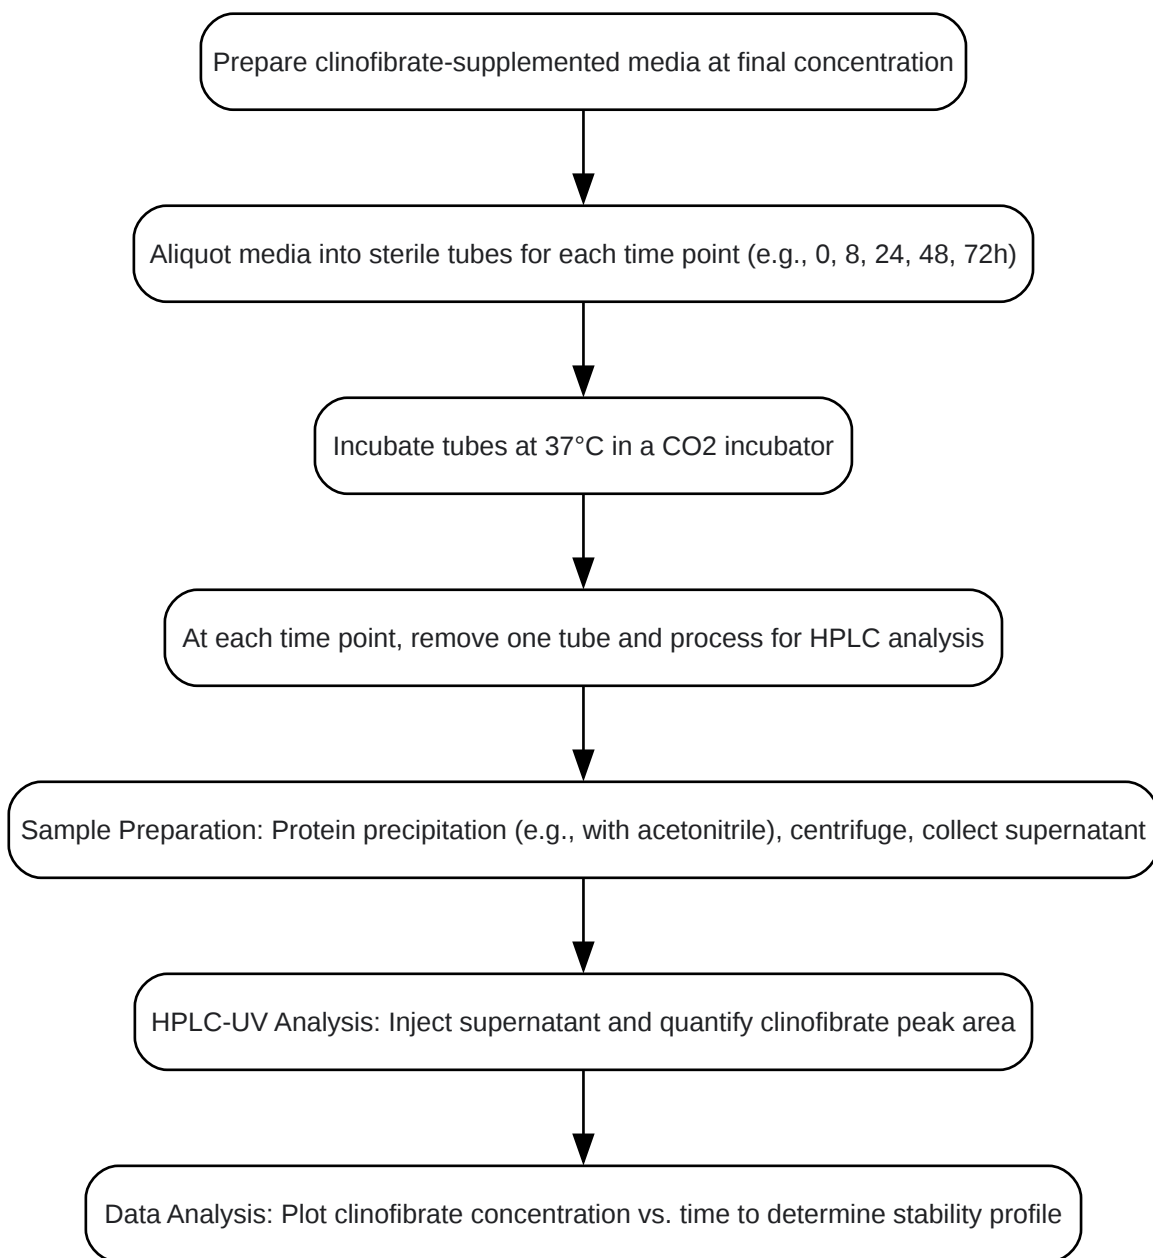 Prepare clinofibrate-supplemented media at final concentration
Aliquot media into sterile tubes for each time point (e.g., 0, 8, 24, 48, 72h)
Incubate tubes at 37°C in a CO2 incubator
At each time point, remove one tube and process for HPLC analysis
Sample Preparation: Protein precipitation (e.g., with acetonitrile), centrifuge, collect supernatant
HPLC-UV Analysis: Inject supernatant and quantify clinofibrate peak area
Data Analysis: Plot clinofibrate concentration vs. time to determine stability profile